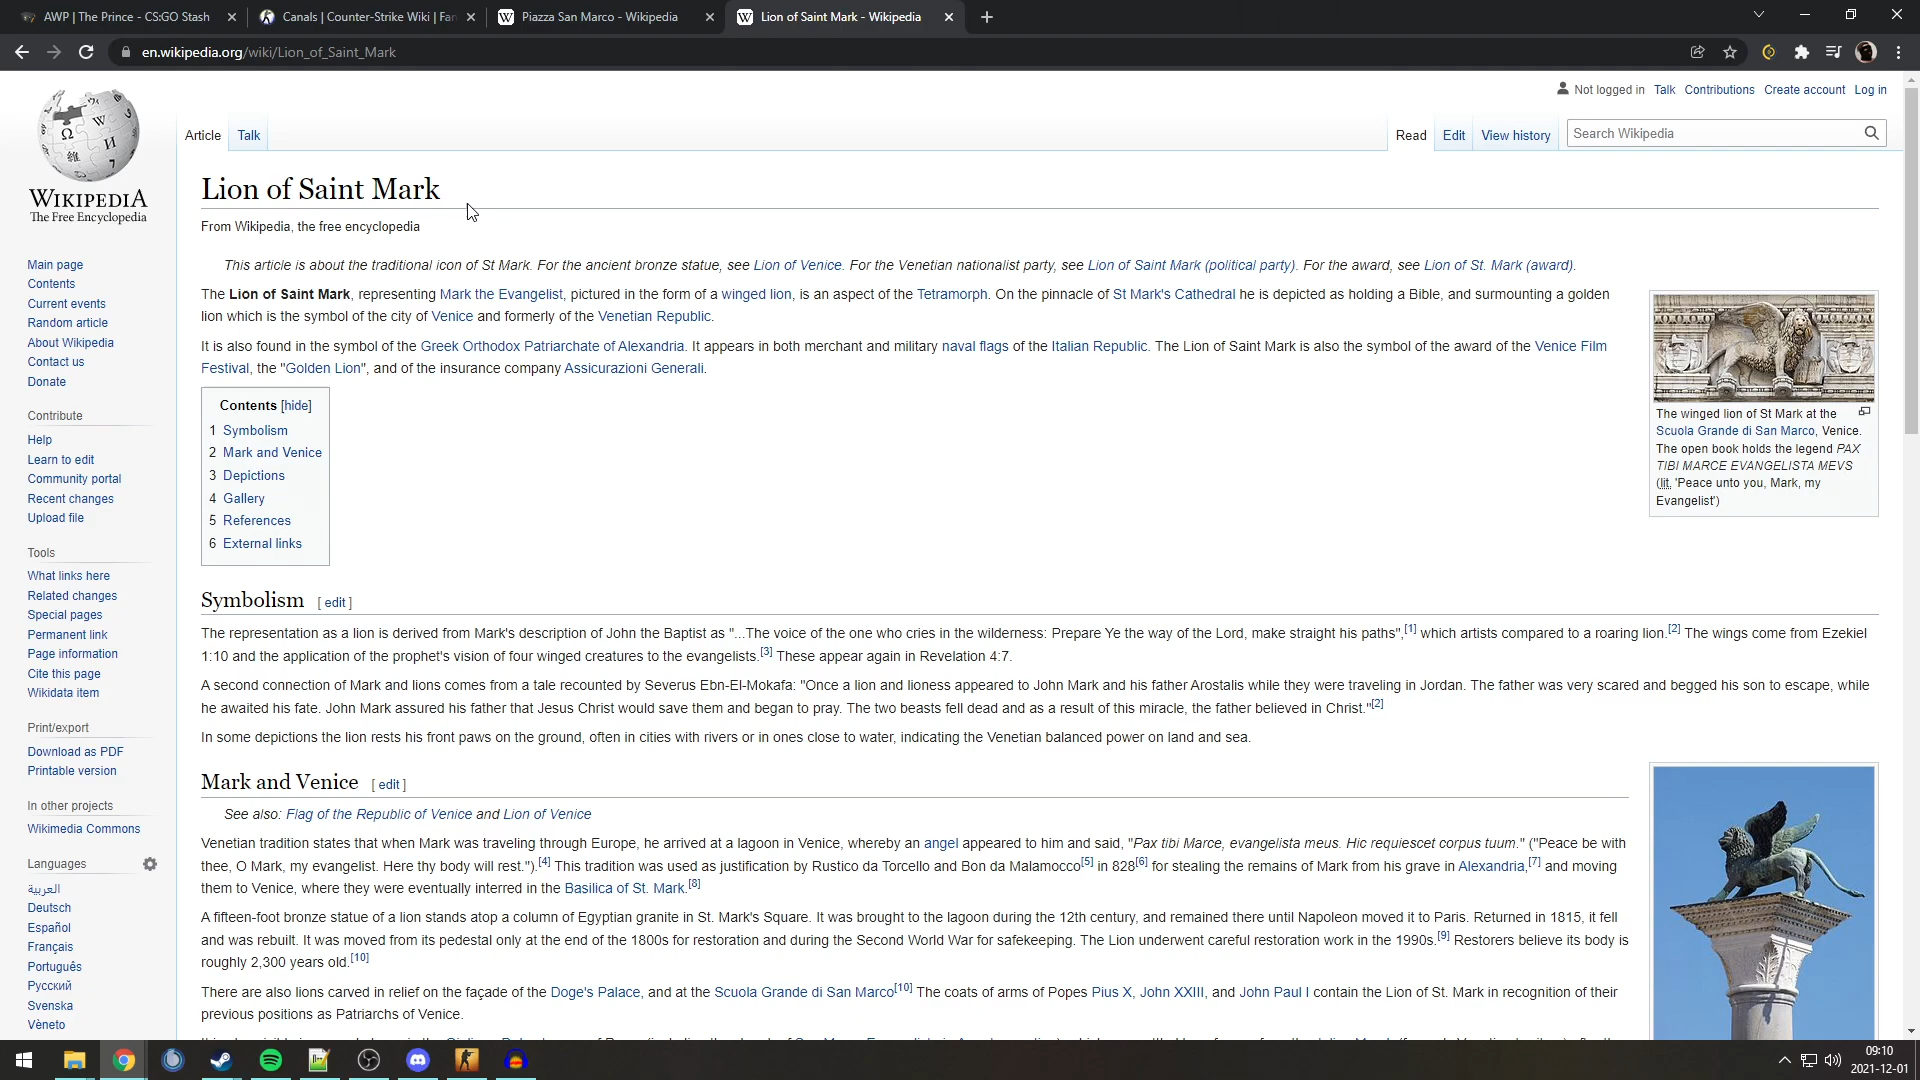 AWP | The Prince - CS:GO Stash
Canals | Counter-Strike Wiki | Fan
Piazza San Marco - Wikipedia
Lion of Saint Mark - Wikipedia
en.wikipedia.org/wiki/Lion_of_Saint_Mark
Not logged in Talk Contributions Create account Log in
Article Talk
Read Edit View history Search Wikipedia
WIKIPEDIA
The Free Encyclopedia
Main page
Contents
Current events
Random article
About Wikipedia
Contact us
Donate
Contribute
Help
Learn to edit
Community portal
Recent changes
Upload file
Tools
What links here
Related changes
Special pages
Permanent link
Page information
Cite this page
Wikidata item
Print/export
Download as PDF
Printable version
In other projects
Wikimedia Commons
Languages
العربية
Deutsch
Español
Français
Português
Русский
Svenska
Vèneto
Lion of Saint Mark
From Wikipedia, the free encyclopedia
This article is about the traditional icon of St Mark. For the ancient bronze statue, see Lion of Venice. For the Venetian nationalist party, see Lion of Saint Mark (political party). For the award, see Lion of St. Mark (award).
The Lion of Saint Mark, representing Mark the Evangelist, pictured in the form of a winged lion, is an aspect of the Tetramorph. On the pinnacle of St Mark's Cathedral he is depicted as holding a Bible, and surmounting a golden
lion which is the symbol of the city of Venice and formerly of the Venetian Republic.
It is also found in the symbol of the Greek Orthodox Patriarchate of Alexandria. It appears in both merchant and military naval flags of the Italian Republic. The Lion of Saint Mark is also the symbol of the award of the Venice Film
Festival, the "Golden Lion", and of the insurance company Assicurazioni Generali.
Contents [hide]
1 Symbolism
2 Mark and Venice
3 Depictions
4 Gallery
5 References
6 External links
The winged lion of St Mark at the
Scuola Grande di San Marco, Venice.
The open book holds the legend PAX
TIBI MARCE EVANGELISTA MEVS
(lit. 'Peace unto you, Mark, my
Evangelist')
Symbolism [ edit ]
The representation as a lion is derived from Mark's description of John the Baptist as "...The voice of the one who cries in the wilderness: Prepare Ye the way of the Lord, make straight his paths",[1] which artists compared to a roaring lion.[2] The wings come from Ezekiel
1:10 and the application of the prophet's vision of four winged creatures to the evangelists.[3] These appear again in Revelation 4:7.
A second connection of Mark and lions comes from a tale recounted by Severus Ebn-El-Mokafa: "Once a lion and lioness appeared to John Mark and his father Arostalis while they were traveling in Jordan. The father was very scared and begged his son to escape, while
he awaited his fate. John Mark assured his father that Jesus Christ would save them and began to pray. The two beasts fell dead and as a result of this miracle, the father believed in Christ."[2]
In some depictions the lion rests his front paws on the ground, often in cities with rivers or in ones close to water, indicating the Venetian balanced power on land and sea.
Mark and Venice [ edit ]
See also: Flag of the Republic of Venice and Lion of Venice
Venetian tradition states that when Mark was traveling through Europe, he arrived at a lagoon in Venice, whereby an angel appeared to him and said, "Pax tibi Marce, evangelista meus. Hic requiescet corpus tuum." ("Peace be with
thee, O Mark, my evangelist. Here thy body will rest.").[4] This tradition was used as justification by Rustico da Torcello and Bon da Malamocco[5] in 828[6] for stealing the remains of Mark from his grave in Alexandria,[7] and moving
them to Venice, where they were eventually interred in the Basilica of St. Mark.[8]
A fifteen-foot bronze statue of a lion stands atop a column of Egyptian granite in St. Mark's Square. It was brought to the lagoon during the 12th century, and remained there until Napoleon moved it to Paris. Returned in 1815, it fell
and was rebuilt. It was moved from its pedestal only at the end of the 1800s for restoration and during the Second World War for safekeeping. The Lion underwent careful restoration work in the 1990s.[9] Restorers believe its body is
roughly 2,300 years old.[10]
There are also lions carved in relief on the façade of the Doge's Palace, and at the Scuola Grande di San Marco[10] The coats of arms of Popes Pius X, John XXIII, and John Paul I contain the Lion of St. Mark in recognition of their
previous positions as Patriarchs of Venice.
09:10
2021-12-01